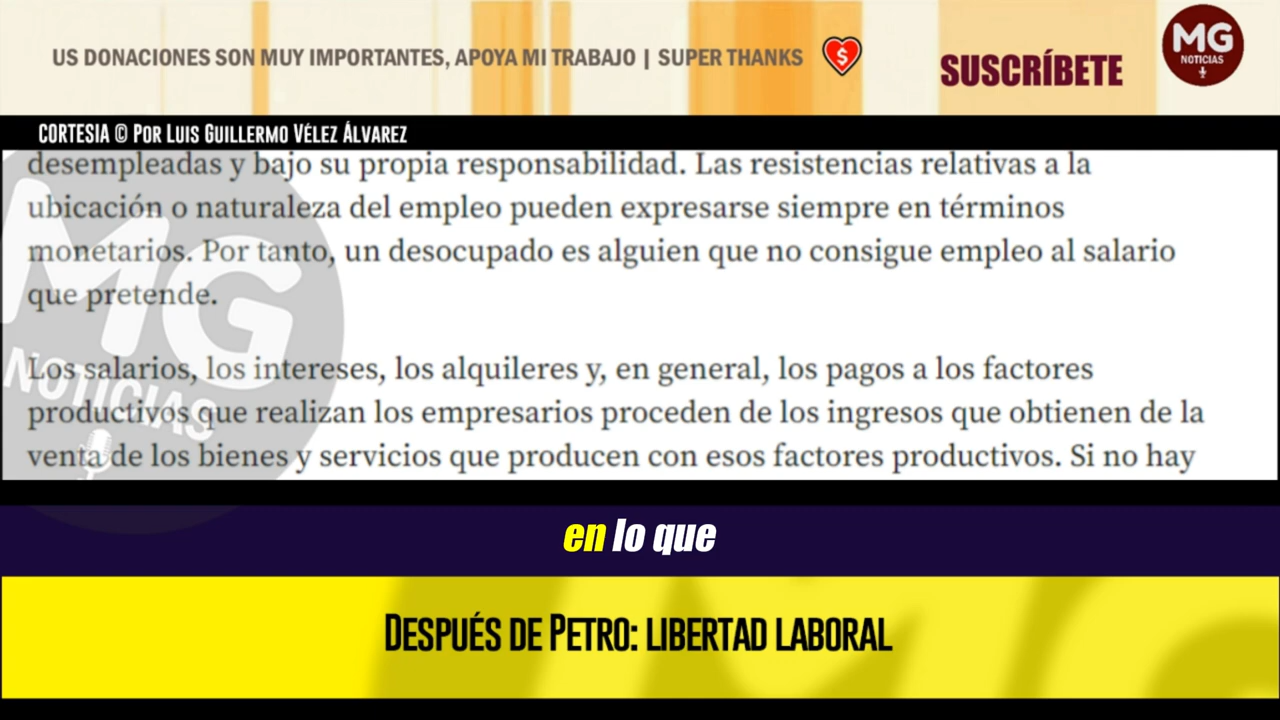 US DONACIONES SON MUY IMPORTANTES, APOYA MI TRABAJO | SUPER THANKS
$
SUSCRÍBETE
MG
NOTICIAS
CORTESIA © POR LUIS GUILLERMO VÉLEZ ÁLVAREZ
desempleadas y bajo su propia responsabilidad. Las resistencias relativas a la
ubicación o naturaleza del empleo pueden expresarse siempre en términos
monetarios. Por tanto, un desocupado es alguien que no consigue empleo al salario
que pretende.
Los salarios, los intereses, los alquileres y, en general, los pagos a los factores
productivos que realizan los empresarios proceden de los ingresos que obtienen de la
venta de los bienes y servicios que producen con esos factores productivos. Si no hay
MG
NOTICIAS
en lo que
DESPUÉS DE PETRO: LIBERTAD LABORAL